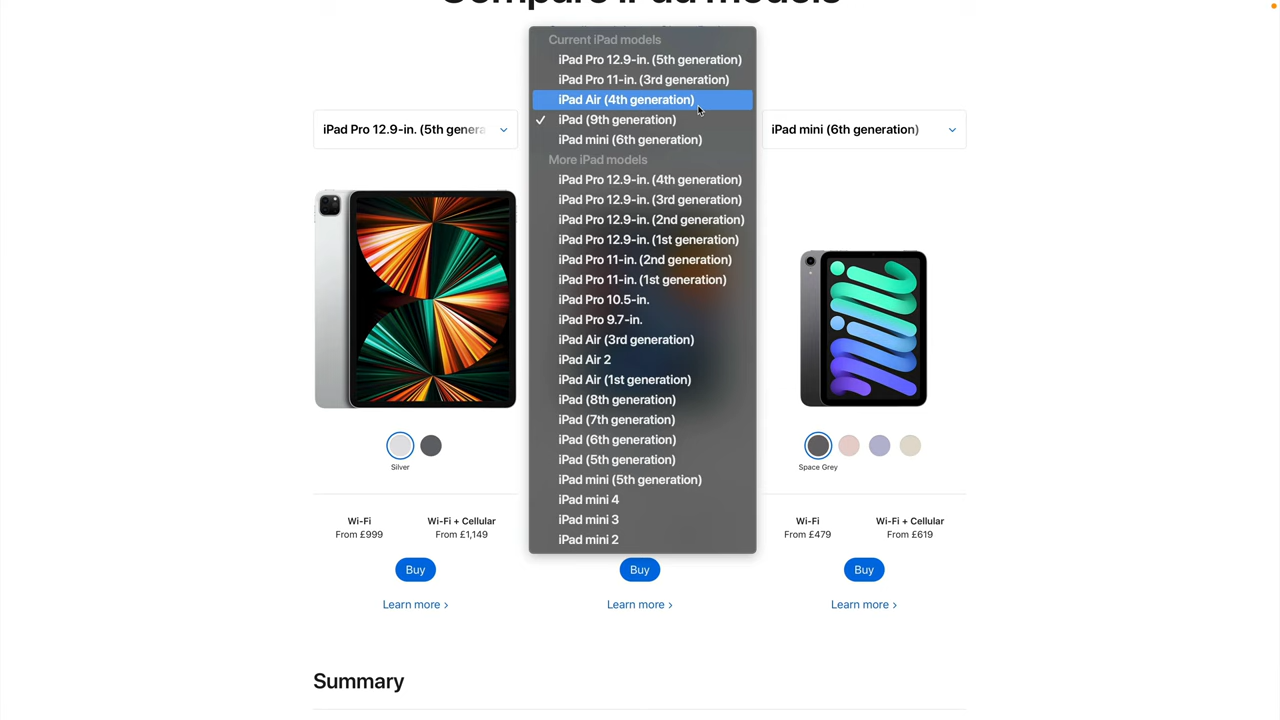 Compare iPad models
Current iPad models
iPad Pro 12.9-in. (5th generation)
iPad Pro 11-in. (3rd generation)
iPad Air (4th generation)
✓ iPad (9th generation)
iPad mini (6th generation)
More iPad models
iPad Pro 12.9-in. (4th generation)
iPad Pro 12.9-in. (3rd generation)
iPad Pro 12.9-in. (2nd generation)
iPad Pro 12.9-in. (1st generation)
iPad Pro 11-in. (2nd generation)
iPad Pro 11-in. (1st generation)
iPad Pro 10.5-in.
iPad Pro 9.7-in.
iPad Air (3rd generation)
iPad Air 2
iPad Air (1st generation)
iPad (8th generation)
iPad (7th generation)
iPad (6th generation)
iPad (5th generation)
iPad mini (5th generation)
iPad mini 4
iPad mini 3
iPad mini 2
iPad Pro 12.9-in. (5th genera
iPad mini (6th generation)
Silver
Space Grey
Wi-Fi
From £999
Wi-Fi + Cellular
From £1,149
Wi-Fi
From £479
Wi-Fi + Cellular
From £619
Buy
Buy
Buy
Learn more >
Learn more >
Learn more >
Summary